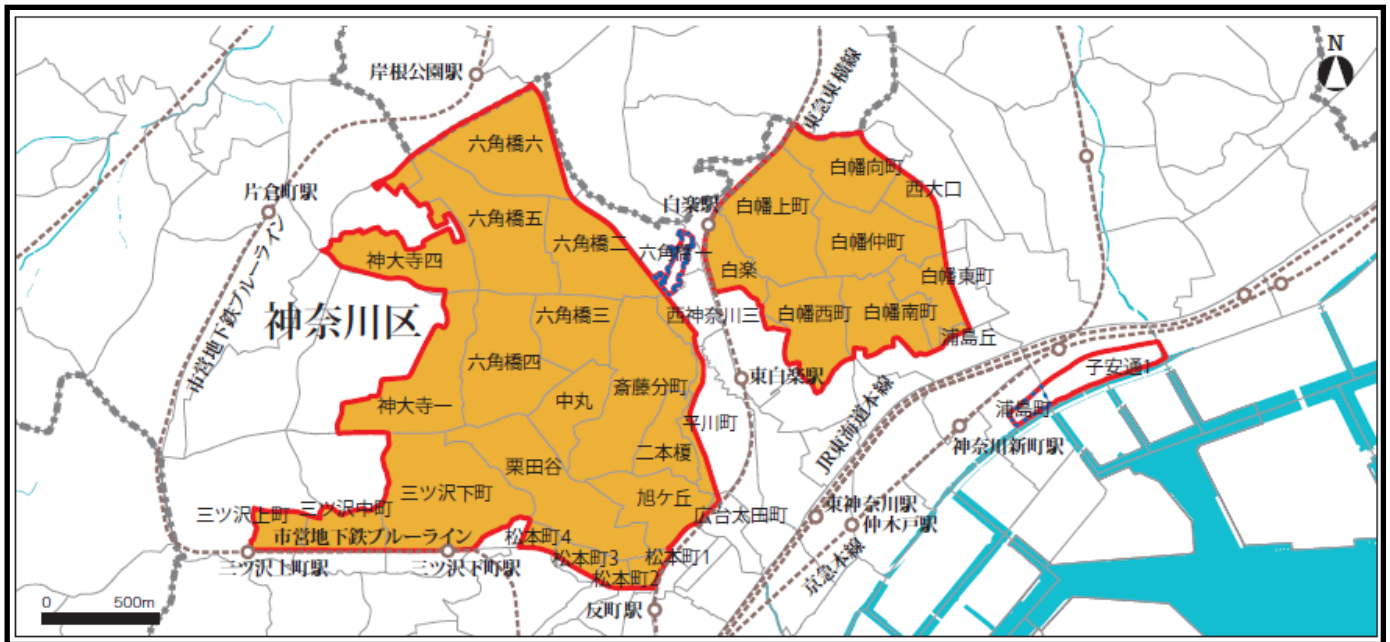 N
岸根公園駅
東急東横線
六角橋六
白幡向町
西大口
片倉町駅
白楽駅
白幡上町
六角橋五
六角橋二
六角橋一
白幡仲町
神大寺四
白楽
白幡東町
市営地下鉄ブルーライン
神奈川区
六角橋三
西神奈川三
白幡西町
白幡南町
浦島丘
六角橋四
斎藤分町
東白楽駅
子安通1
神大寺一
中丸
平川町
JR東海道本線
浦島町
神奈川新町駅
二本榎
栗田谷
三ツ沢下町
旭ケ丘
三ツ沢上町
三ツ沢中町
広台太田町
東神奈川駅
仲木戸駅
市営地下鉄ブルーライン
松本町4
松本町3
松本町1
三ツ沢上町駅
三ツ沢下町駅
松本町2
京急本線
反町駅
0 500m